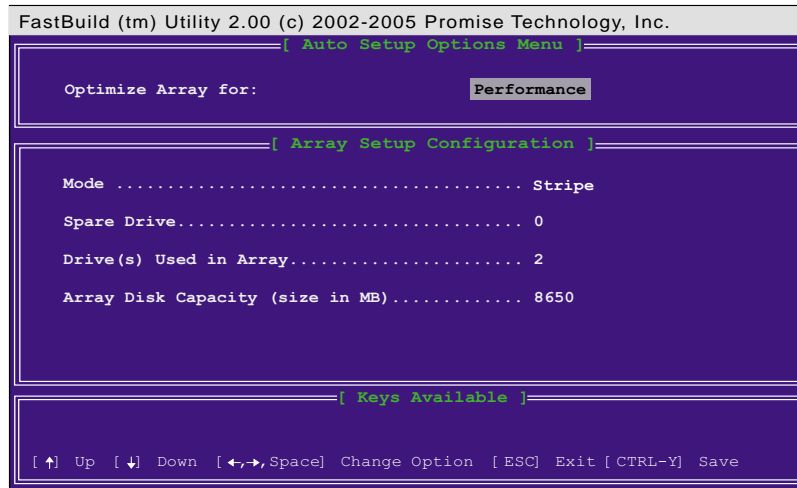 FastBuild (tm) Utility 2.00 (c) 2002-2005 Promise Technology, Inc.
[ Auto Setup Options Menu ]
Optimize Array for: Performance
[ Array Setup Configuration ]
Mode ........................................ Stripe
Spare Drive.................................. 0
Drive(s) Used in Array....................... 2
Array Disk Capacity (size in MB)............. 8650
[ Keys Available ]
[↑] Up [↓] Down [←,→,Space] Change Option [ESC] Exit [CTRL-Y] Save